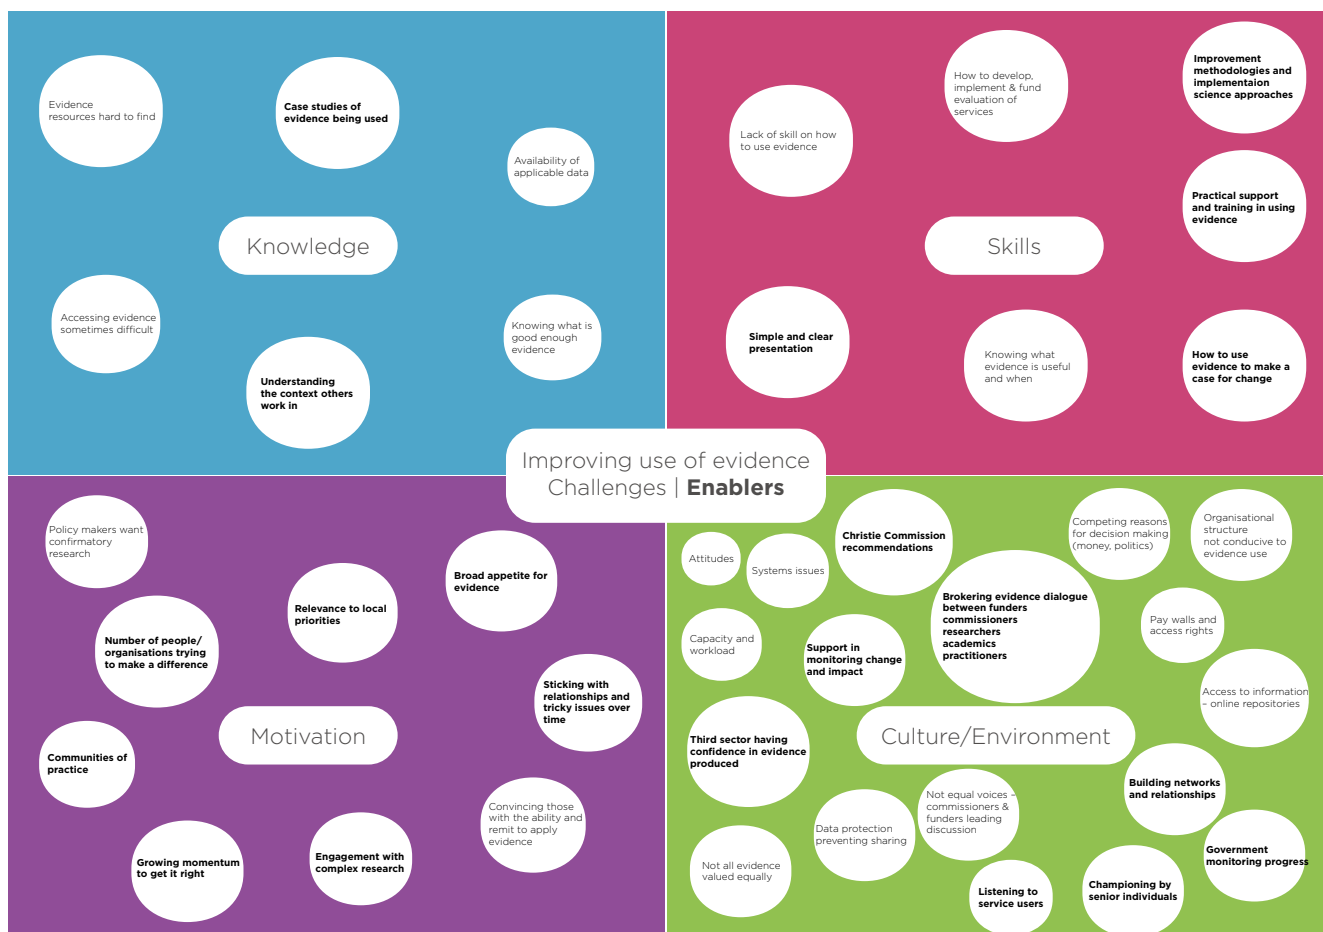 Evidence
resources hard to find
Case studies of
evidence being used
Availability of
applicable data
Knowledge
Accessing evidence
sometimes difficult
Knowing what is
good enough
evidence
Understanding
the context others
work in
How to develop,
implement & fund
evaluation of
services
Improvement
methodologies and
implementaion
science approaches
Lack of skill on how
to use evidence
Practical support
and training in using
evidence
Skills
Simple and clear
presentation
Knowing what
evidence is useful
and when
How to use
evidence to make a
case for change
Improving use of evidence
Challenges | Enablers
Policy makers want
confirmatory
research
Broad appetite for
evidence
Relevance to local
priorities
Number of people/
organisations trying
to make a difference
Sticking with
relationships and
tricky issues over
time
Motivation
Communities of
practice
Convincing those
with the ability and
remit to apply
evidence
Growing momentum
to get it right
Engagement with
complex research
Attitudes
Systems issues
Christie Commission
recommendations
Competing reasons
for decision making
(money, politics)
Organisational
structure
not conducive to
evidence use
Brokering evidence dialogue
between funders
commissioners
researchers
academics
practitioners
Capacity and
workload
Support in
monitoring change
and impact
Pay walls and
access rights
Access to information
– online repositories
Third sector having
confidence in evidence
produced
Culture/Environment
Building networks
and relationships
Not equal voices –
commissioners &
funders leading
discussion
Data protection
preventing sharing
Government
monitoring progress
Not all evidence
valued equally
Listening to
service users
Championing by
senior individuals